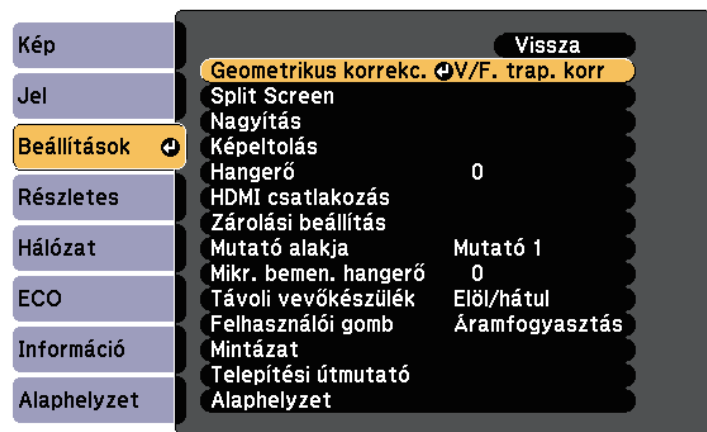 Kép
Jel
Beállítások
Részletes
Hálózat
ECO
Információ
Alaphelyzet
Vissza
Geometrikus korrekc. V/F. trap. korr
Split Screen
Nagyítás
Képeltolás
Hangerő 0
HDMI csatlakozás
Zárolási beállítás
Mutató alakja Mutató 1
Mikr. bemen. hangerő 0
Távoli vevőkészülék Elöl/hátul
Felhasználói gomb Áramfogyasztás
Mintázat
Telepítési útmutató
Alaphelyzet